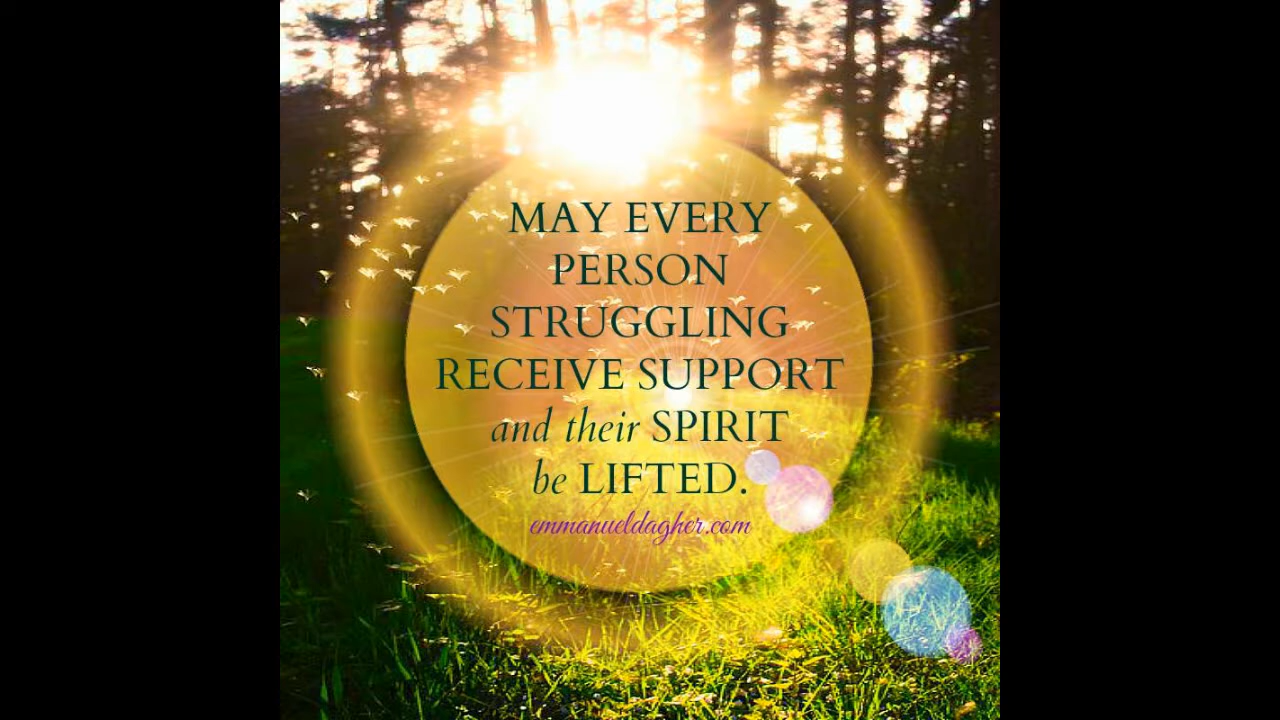 MAY EVERY
PERSON
STRUGGLING
RECEIVE SUPPORT
and their SPIRIT
be LIFTED.
emmanueldagher.com